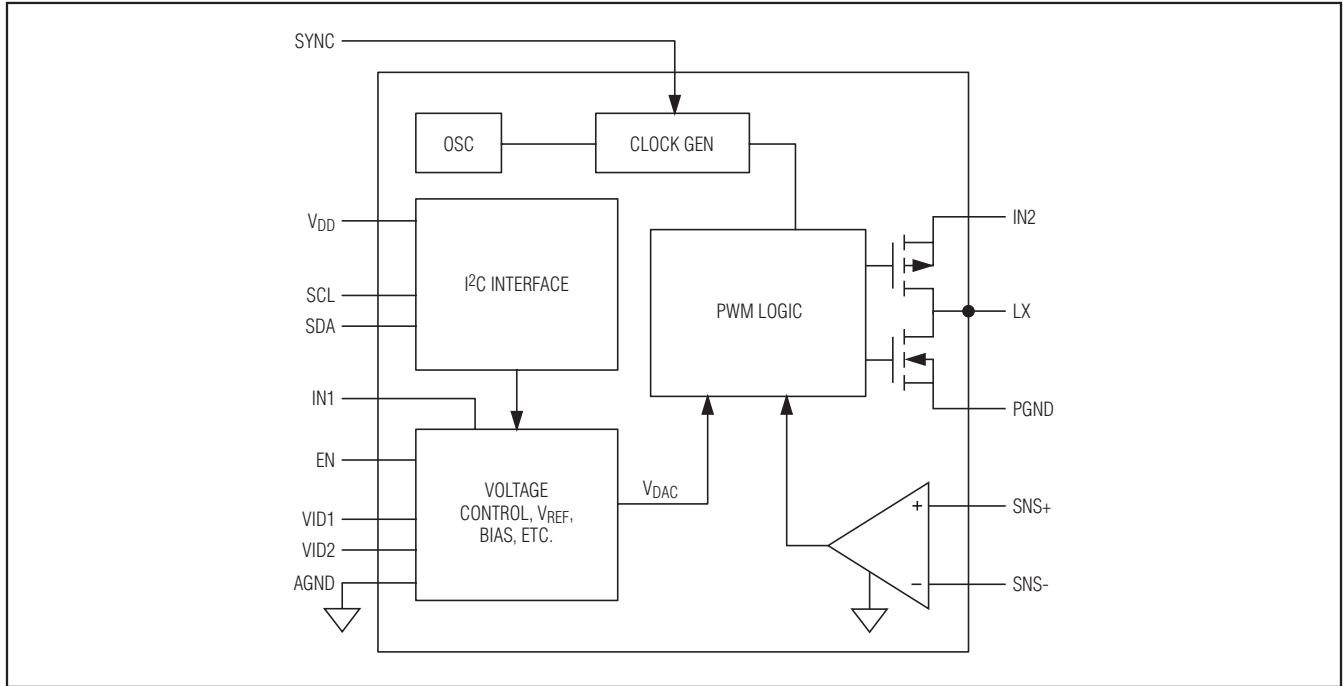 SYNC
OSC
CLOCK GEN
VDD
SCL
SDA
I2C INTERFACE
PWM LOGIC
IN2
LX
PGND
IN1
EN
VID1
VID2
AGND
VOLTAGE
CONTROL, VREF,
BIAS, ETC.
VDAC
+
−
SNS+
SNS-